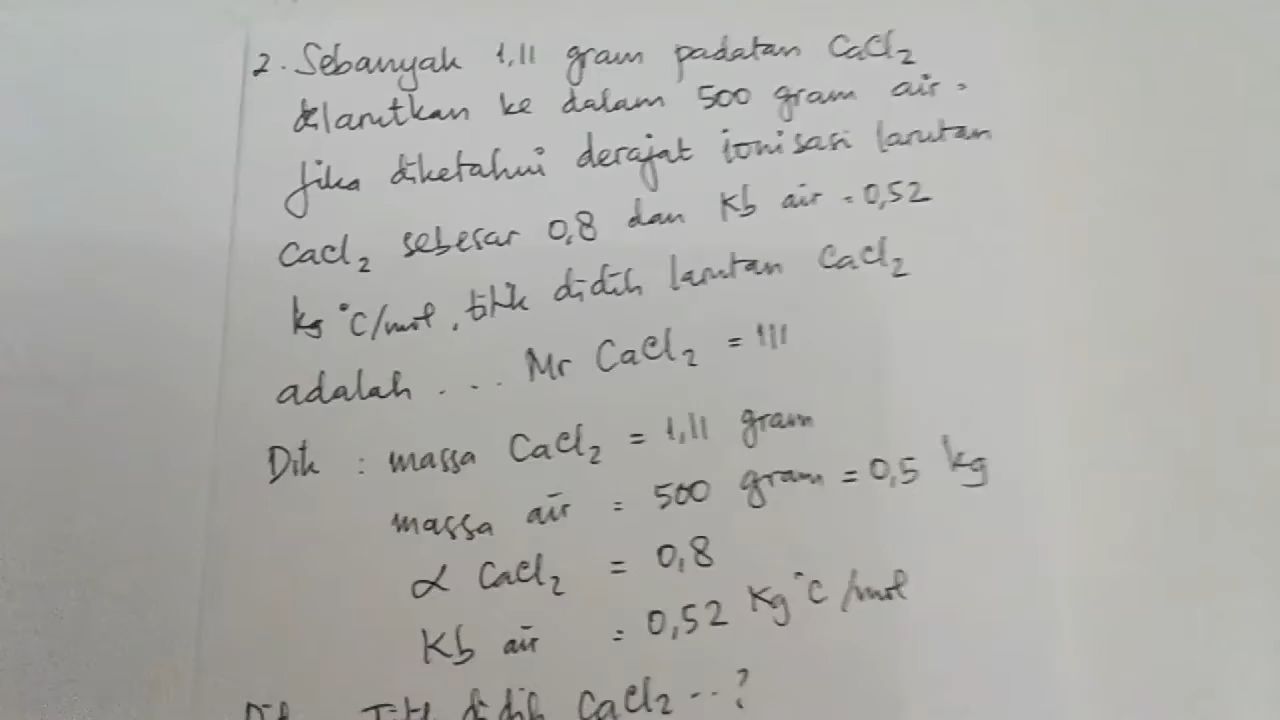 2. Sebanyak 1,11 gram padatan CaCl2
dilarutkan ke dalam 500 gram air.
Jika diketahui derajat ionisasi larutan
CaCl2 sebesar 0,8 dan Kb air = 0,52
kg °C/mol, titik didih larutan CaCl2
adalah ... Mr CaCl2 = 111
Dik : massa CaCl2 = 1,11 gram
massa air = 500 gram = 0,5 kg
α CaCl2 = 0,8
Kb air = 0,52 Kg °C /mol
Dit Titik didih CaCl2 ..?